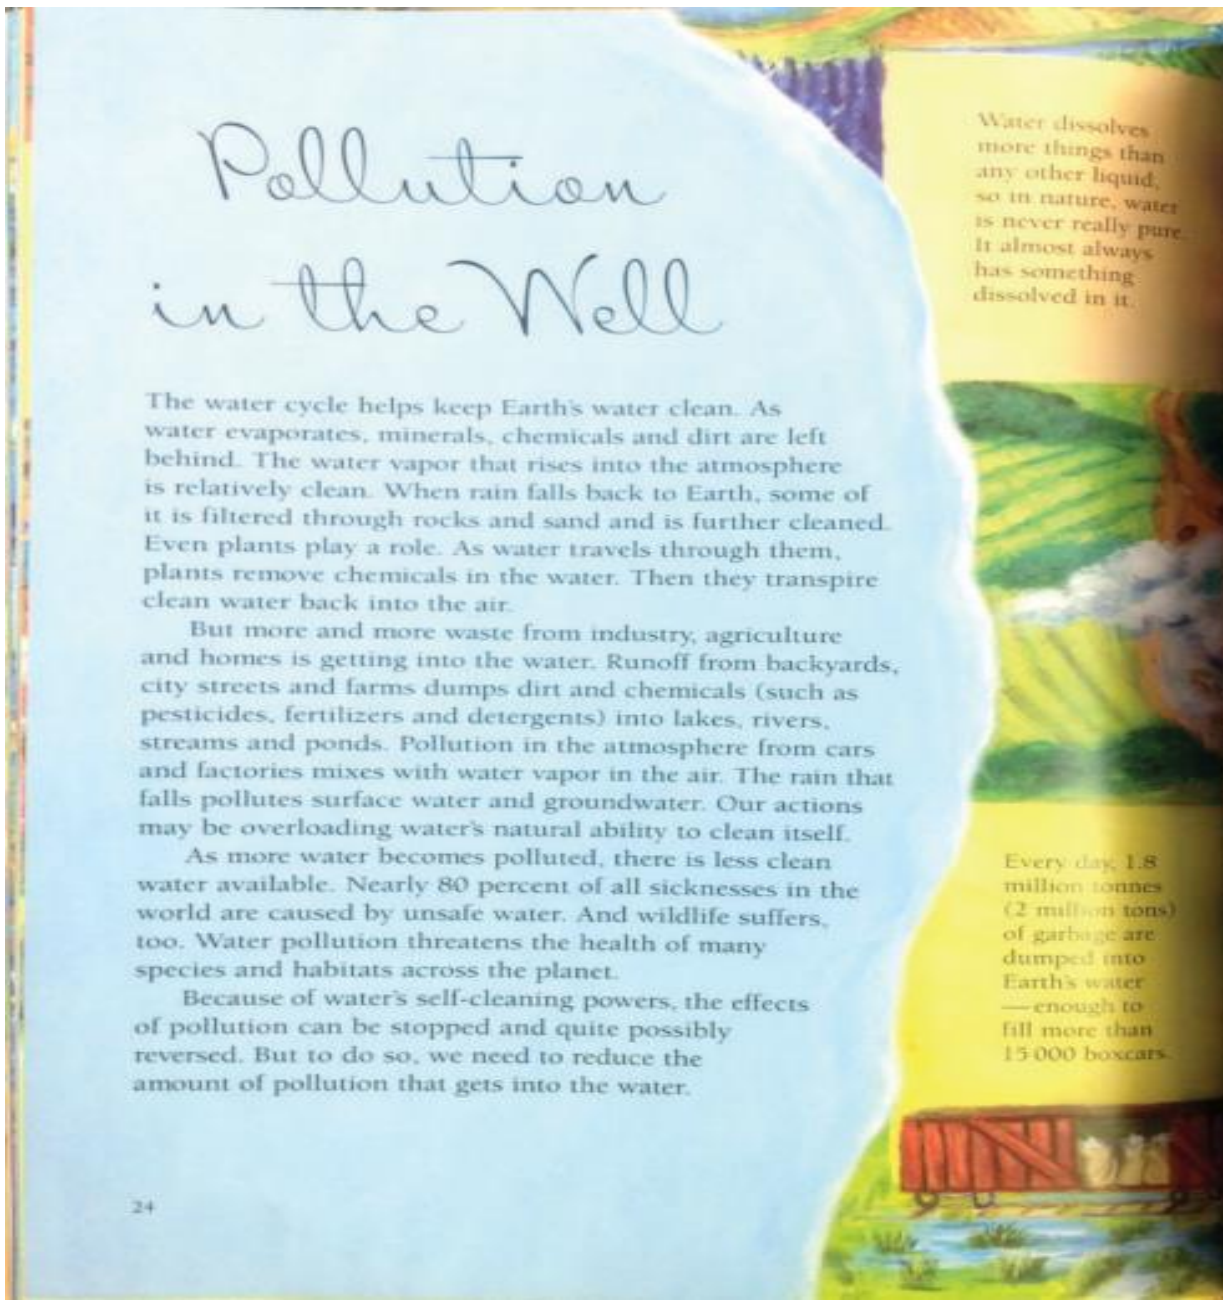 Pollution
in the Well
The water cycle helps keep Earth's water clean. As
water evaporates, minerals, chemicals and dirt are left
behind. The water vapor that rises into the atmosphere
is relatively clean. When rain falls back to Earth, some of
it is filtered through rocks and sand and is further cleaned.
Even plants play a role. As water travels through them,
plants remove chemicals in the water. Then they transpire
clean water back into the air.
But more and more waste from industry, agriculture
and homes is getting into the water. Runoff from backyards,
city streets and farms dumps dirt and chemicals (such as
pesticides, fertilizers and detergents) into lakes, rivers,
streams and ponds. Pollution in the atmosphere from cars
and factories mixes with water vapor in the air. The rain that
falls pollutes surface water and groundwater. Our actions
may be overloading water's natural ability to clean itself.
As more water becomes polluted, there is less clean
water available. Nearly 80 percent of all sicknesses in the
world are caused by unsafe water. And wildlife suffers,
too. Water pollution threatens the health of many
species and habitats across the planet.
Because of water's self-cleaning powers, the effects
of pollution can be stopped and quite possibly
reversed. But to do so, we need to reduce the
amount of pollution that gets into the water.
24
Water dissolves
more things than
any other liquid,
so in nature, water
is never really pure.
It almost always
has something
dissolved in it.
Every day, 1.8
million tonnes
(2 million tons)
of garbage are
dumped into
Earth's water
—enough to
fill more than
15 000 boxcars.